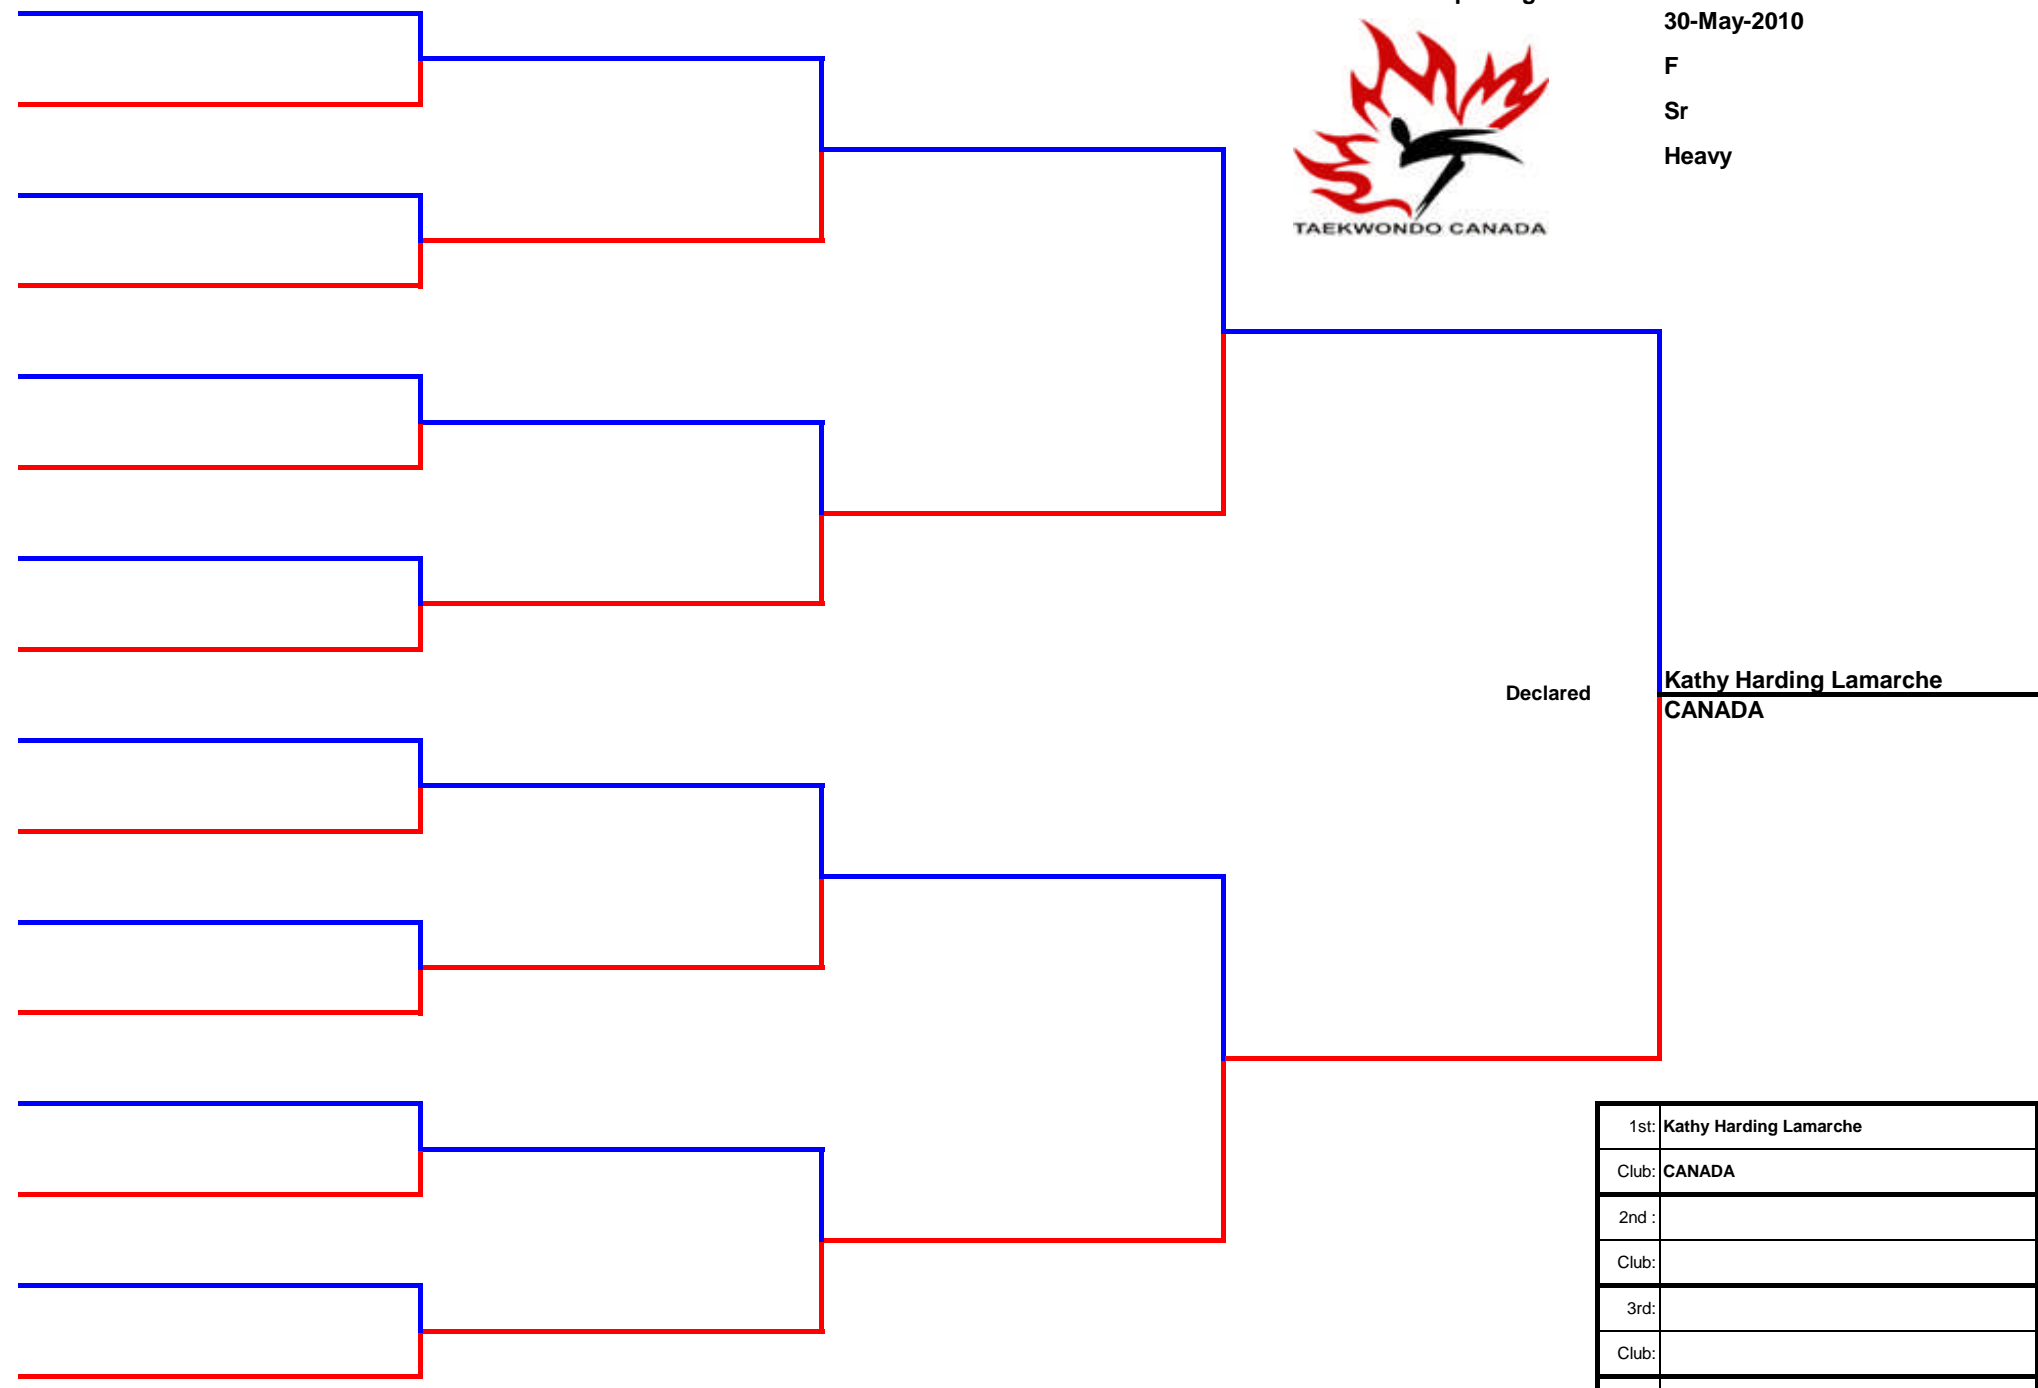 30-May-2010
F
Sr
Heavy
TAEKWONDO CANADA
Declared
Kathy Harding Lamarche
CANADA
1st: Kathy Harding Lamarche
Club: CANADA
2nd :
Club:
3rd:
Club: